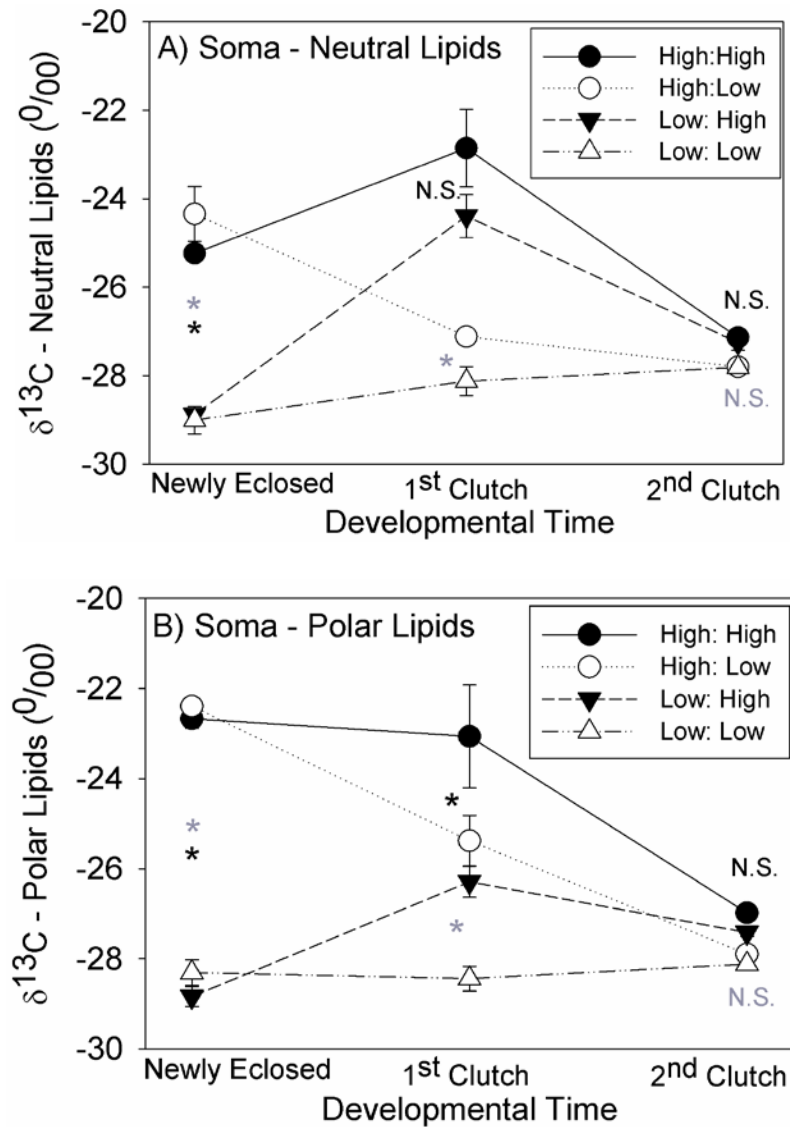 -20
A) Soma - Neutral Lipids
High:High
High:Low
Low: High
Low: Low
-22
-24
-26
-28
-30
δ13C - Neutral Lipids (0/00)
N.S.
N.S.
*
*
*
N.S.
Newly Eclosed
1st Clutch
2nd Clutch
Developmental Time
-20
B) Soma - Polar Lipids
High: High
High: Low
Low: High
Low: Low
-22
-24
-26
-28
-30
δ13C - Polar Lipids (0/00)
*
*
*
N.S.
*
N.S.
Newly Eclosed
1st Clutch
2nd Clutch
Developmental Time